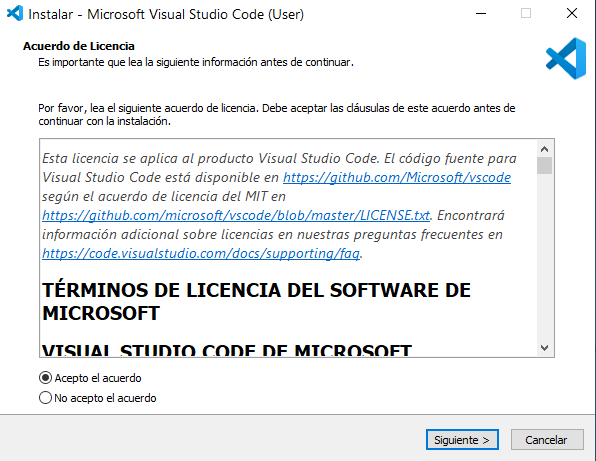 Instalar - Microsoft Visual Studio Code (User)
Acuerdo de Licencia
Es importante que lea la siguiente información antes de continuar.
Por favor, lea el siguiente acuerdo de licencia. Debe aceptar las cláusulas de este acuerdo antes de
continuar con la instalación.
Esta licencia se aplica al producto Visual Studio Code. El código fuente para
Visual Studio Code está disponible en https://github.com/Microsoft/vscode
según el acuerdo de licencia del MIT en
https://github.com/microsoft/vscode/blob/master/LICENSE.txt. Encontrará
información adicional sobre licencias en nuestras preguntas frecuentes en
https://code.visualstudio.com/docs/supporting/faq.
TÉRMINOS DE LICENCIA DEL SOFTWARE DE
MICROSOFT
VISUAL STUDIO CODE DE MICROSOFT
Acepto el acuerdo
No acepto el acuerdo
Siguiente >
Cancelar